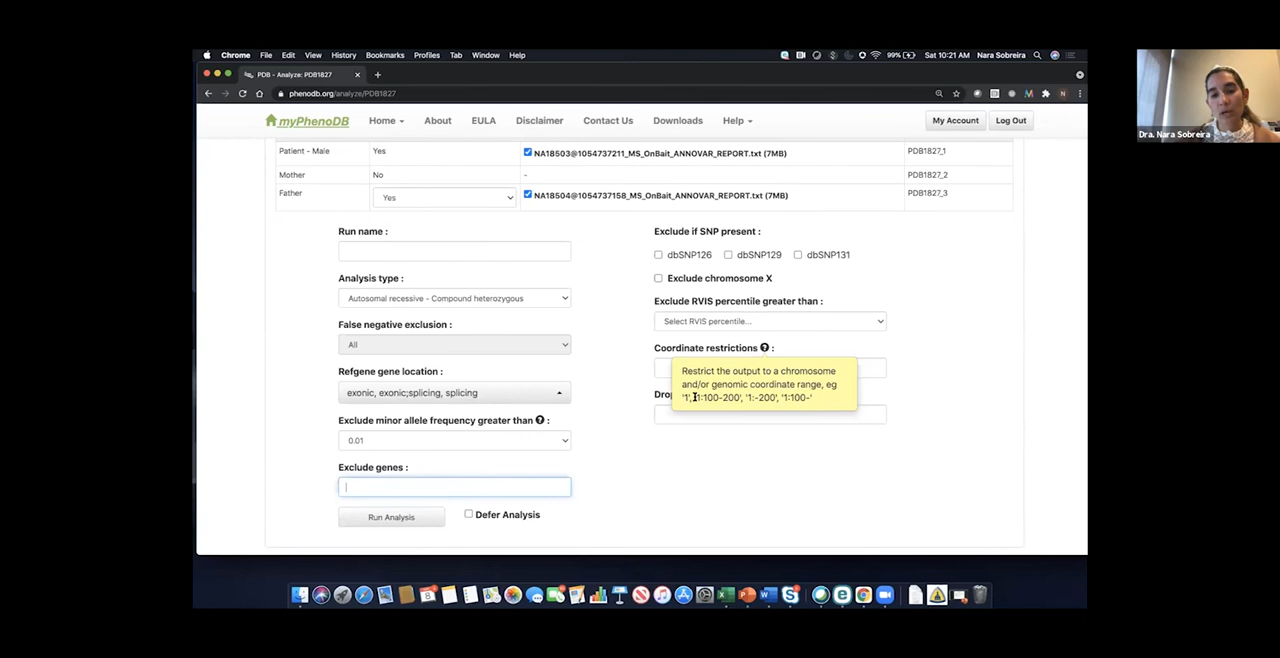 Chrome File Edit View History Bookmarks Profiles Tab Window Help
99% Sat 10:21 AM Nara Sobreira
PDB - Analyze: PDB1827
phenodb.org/analyze/PDB1827
myPhenoDB Home About EULA Disclaimer Contact Us Downloads Help My Account Log Out
Patient - Male Yes NA18503@1054737211_MS_OnBait_ANNOVAR_REPORT.txt (7MB) PDB1827_1
Mother No - PDB1827_2
Father Yes NA18504@1054737158_MS_OnBait_ANNOVAR_REPORT.txt (7MB) PDB1827_3
Run name :
Analysis type :
Autosomal recessive - Compound heterozygous
False negative exclusion :
All
Refgene gene location :
exonic, exonic;splicing, splicing
Exclude minor allele frequency greater than ? :
0.01
Exclude genes :
Run Analysis Defer Analysis
Exclude if SNP present :
dbSNP126 dbSNP129 dbSNP131
Exclude chromosome X
Exclude RVIS percentile greater than :
Select RVIS percentile...
Coordinate restrictions ? :
Restrict the output to a chromosome
and/or genomic coordinate range, eg
'1', '1:100-200', '1:-200', '1:100-'
Dra. Nara Sobreira